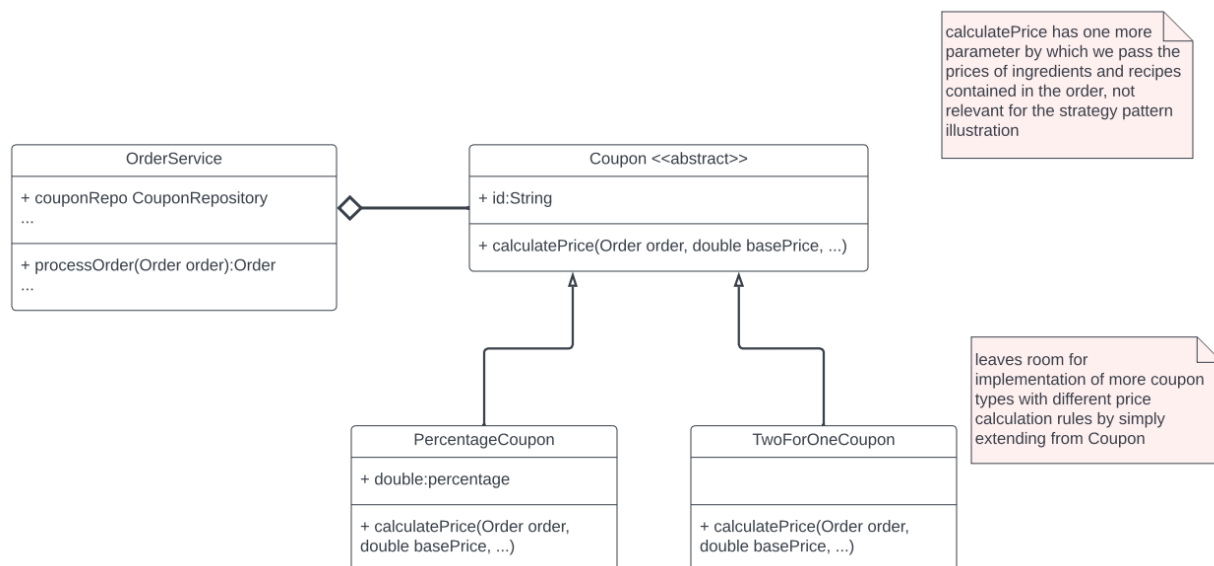 calculatePrice has one more
parameter by which we pass the
prices of ingredients and recipes
contained in the order, not
relevant for the strategy pattern
illustration
OrderService
+ couponRepo CouponRepository
...
+ processOrder(Order order):Order
...
Coupon <<abstract>>
+ id:String
+ calculatePrice(Order order, double basePrice, ...)
leaves room for
implementation of more coupon
types with different price
calculation rules by simply
extending from Coupon
PercentageCoupon
+ double:percentage
+ calculatePrice(Order order,
double basePrice, ...)
TwoForOneCoupon
+ calculatePrice(Order order,
double basePrice, ...)